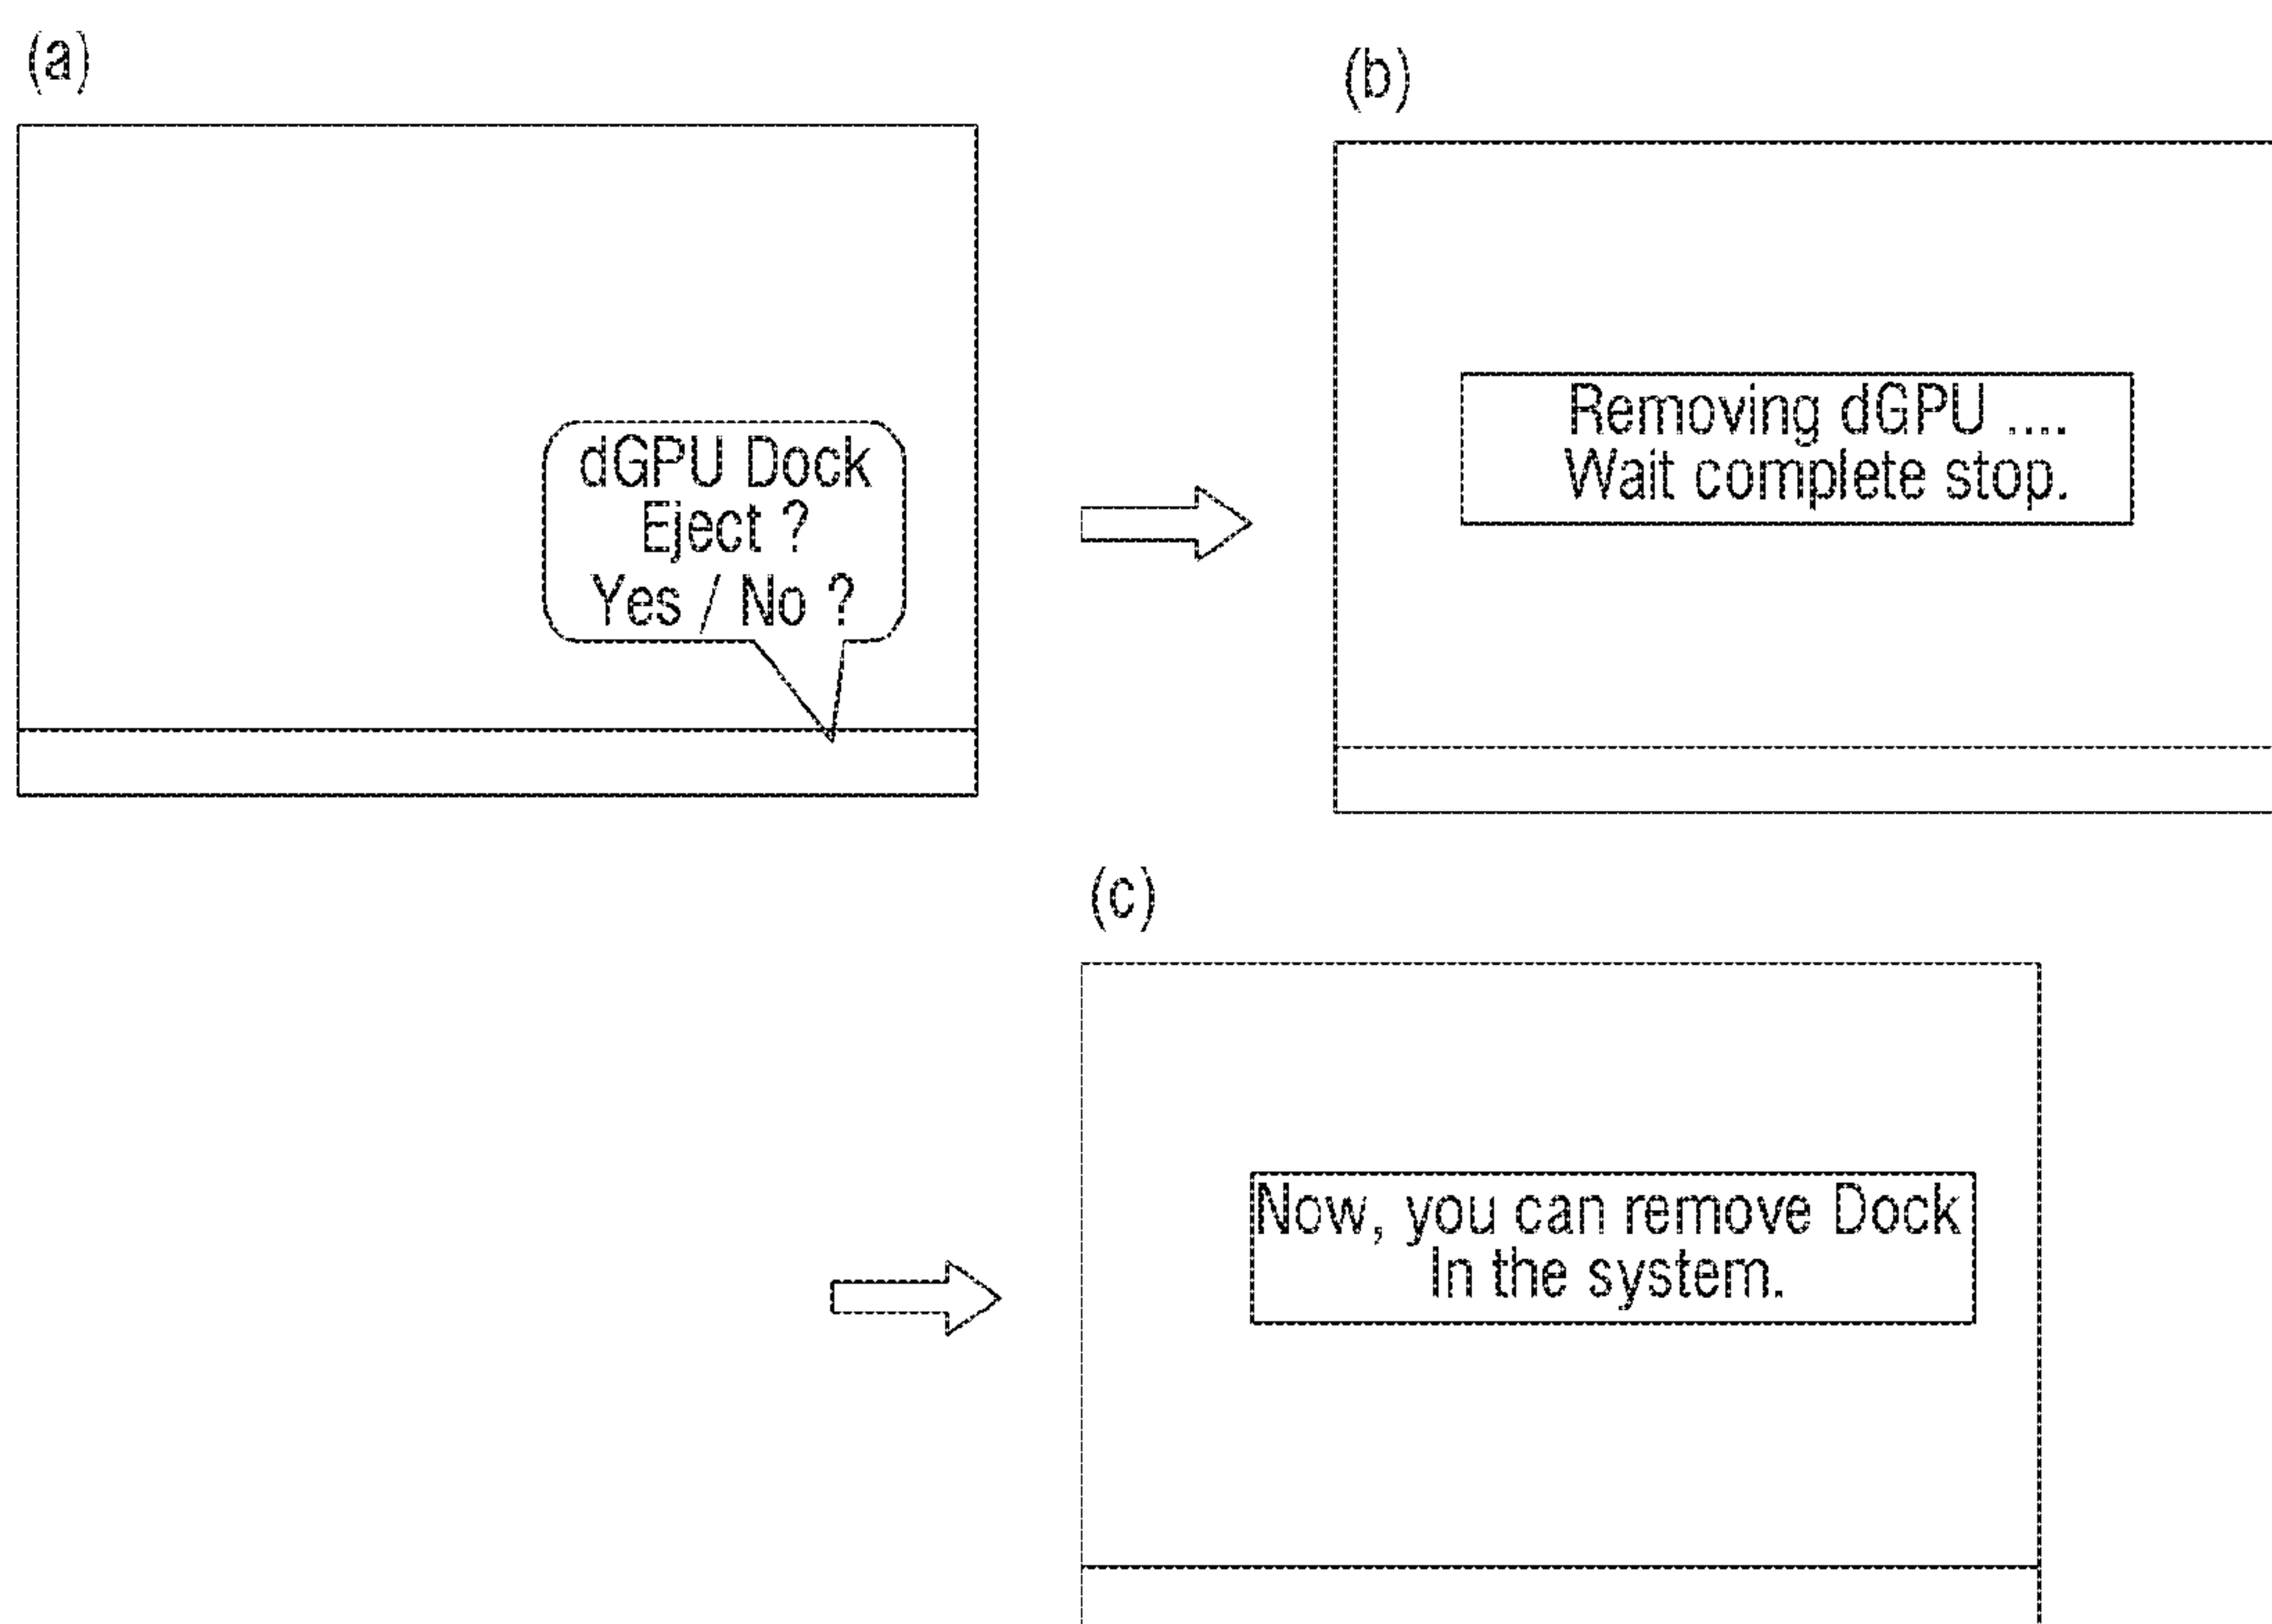 (a)
dGPU Dock
Eject ?
Yes / No ?
(b)
Removing dGPU ....
Wait complete stop.
(c)
Now, you can remove Dock
In the system.